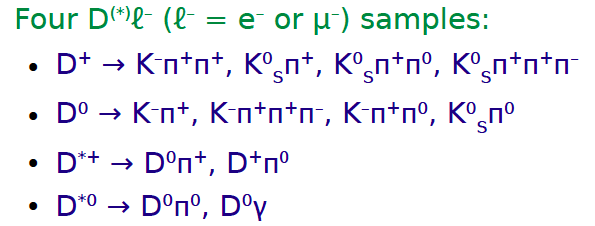 Four D⁽*⁾ℓ⁻ (ℓ⁻ = e⁻ or μ⁻) samples:
• D⁺ → K⁻π⁺π⁺, K⁰ₛπ⁺, K⁰ₛπ⁺π⁰, K⁰ₛπ⁺π⁺π⁻
• D⁰ → K⁻π⁺, K⁻π⁺π⁺π⁻, K⁻π⁺π⁰, K⁰ₛπ⁰
• D*⁺ → D⁰π⁺, D⁺π⁰
• D*⁰ → D⁰π⁰, D⁰γ